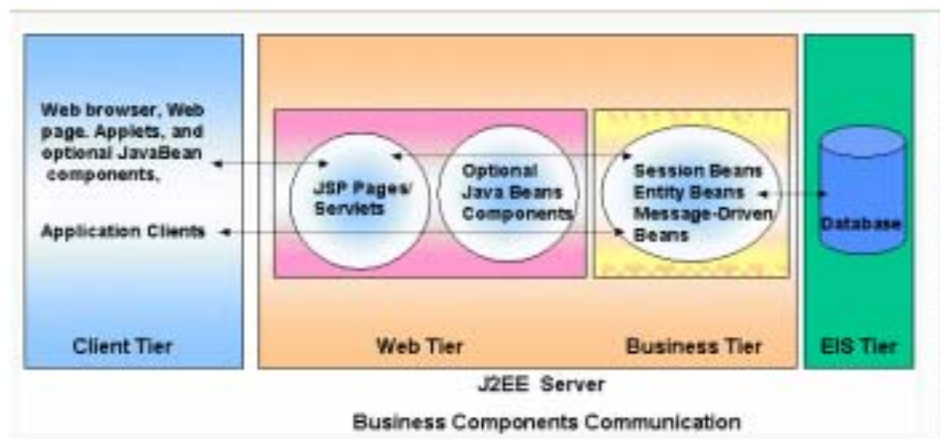 Web browser, Web
page. Applets, and
optional JavaBean
components,
Application Clients
Client Tier
JSP Pages/
Servlets
Optional
Java Beans
Components
Web Tier
Session Beans
Entity Beans
Message-Driven
Beans
Business Tier
Database
EIS Tier
J2EE Server
Business Components Communication